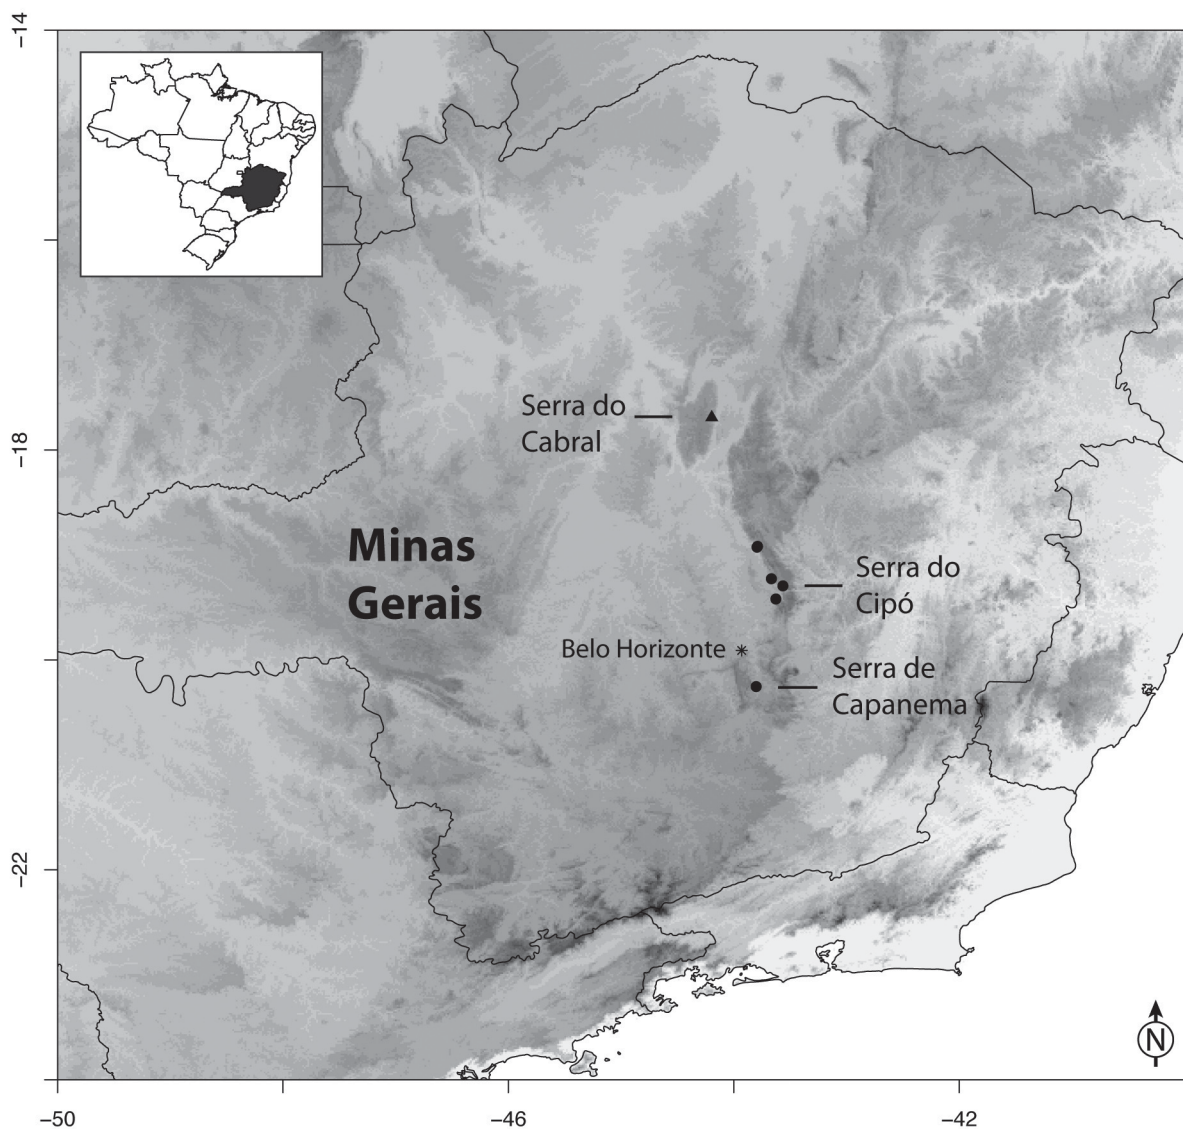 −14
Serra do
Cabral
−18
Minas
Gerais
Serra do
Cipó
Belo Horizonte
Serra de
Capanema
−22
N
−50
−46
−42